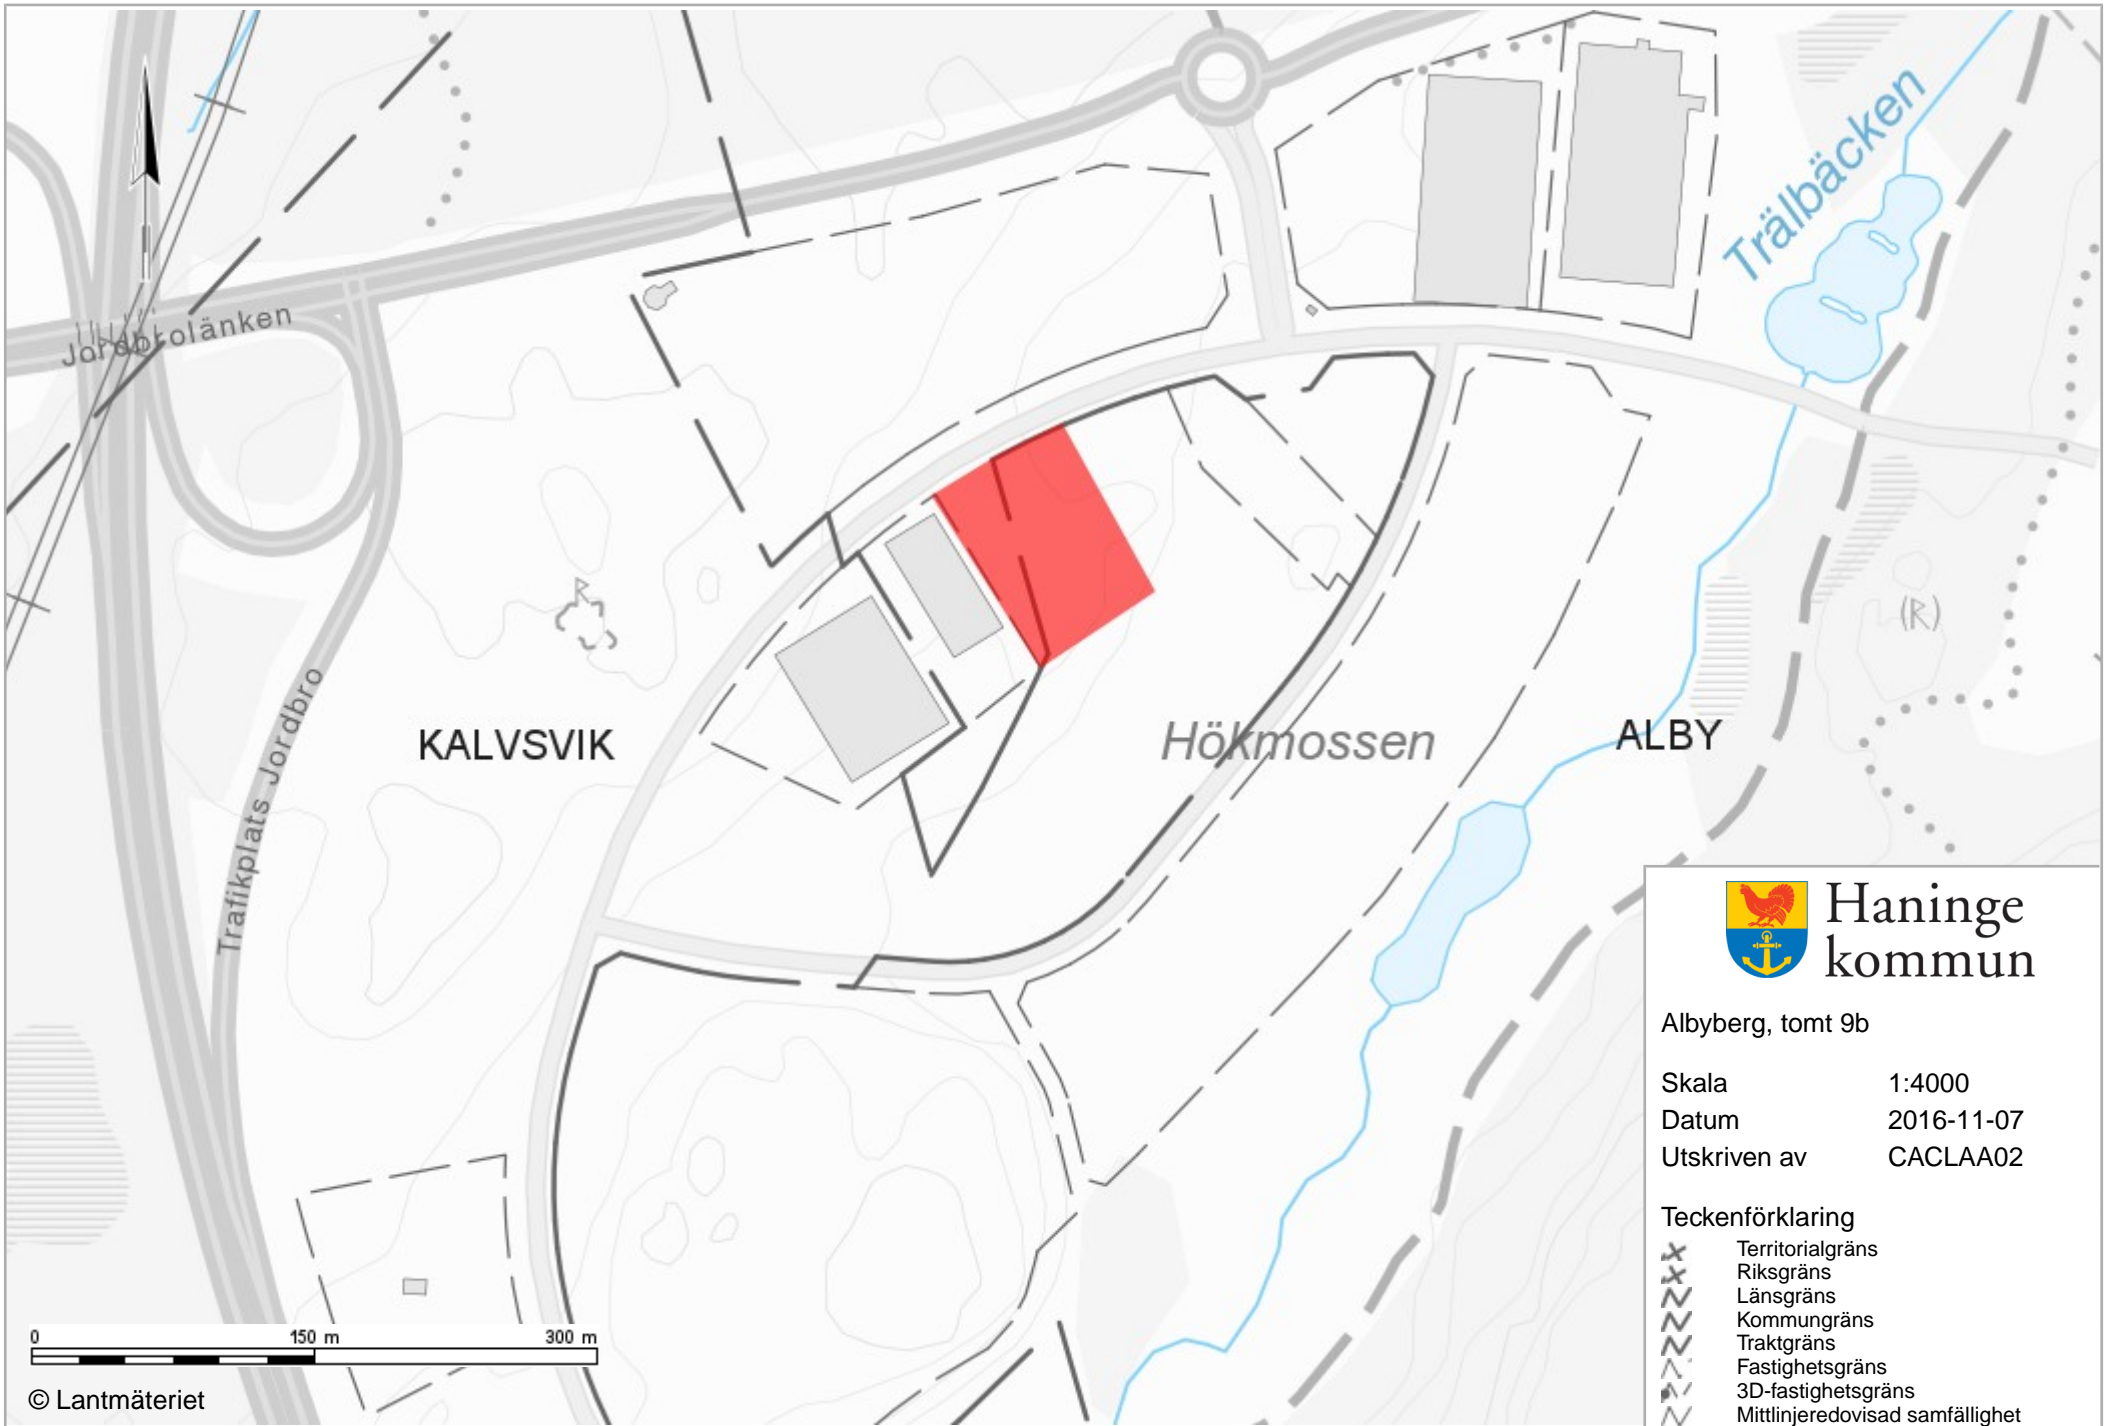 Trälbäcken
Jordbrolänken
R
(R)
KALVSVIK
Hökmossen
ALBY
Trafikplats Jordbro
Haninge
kommun
Albyberg, tomt 9b
Skala 1:4000
Datum 2016-11-07
Utskriven av CACLAA02
Teckenförklaring
Territorialgräns
Riksgräns
Länsgräns
Kommungräns
Traktgräns
Fastighetsgräns
3D-fastighetsgräns
Mittlinjeredovisad samfällighet
0 150 m 300 m
© Lantmäteriet